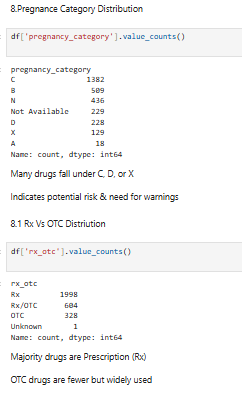 8.Pregnance Category Distribution
df['pregnancy_category'].value_counts()
pregnancy_category
C 1382
B 509
N 436
Not Available 229
D 228
X 129
A 18
Name: count, dtype: int64
Many drugs fall under C, D, or X
Indicates potential risk & need for warnings
8.1 Rx Vs OTC Distriution
df['rx_otc'].value_counts()
rx_otc
Rx 1998
Rx/OTC 604
OTC 328
Unknown 1
Name: count, dtype: int64
Majority drugs are Prescription (Rx)
OTC drugs are fewer but widely used